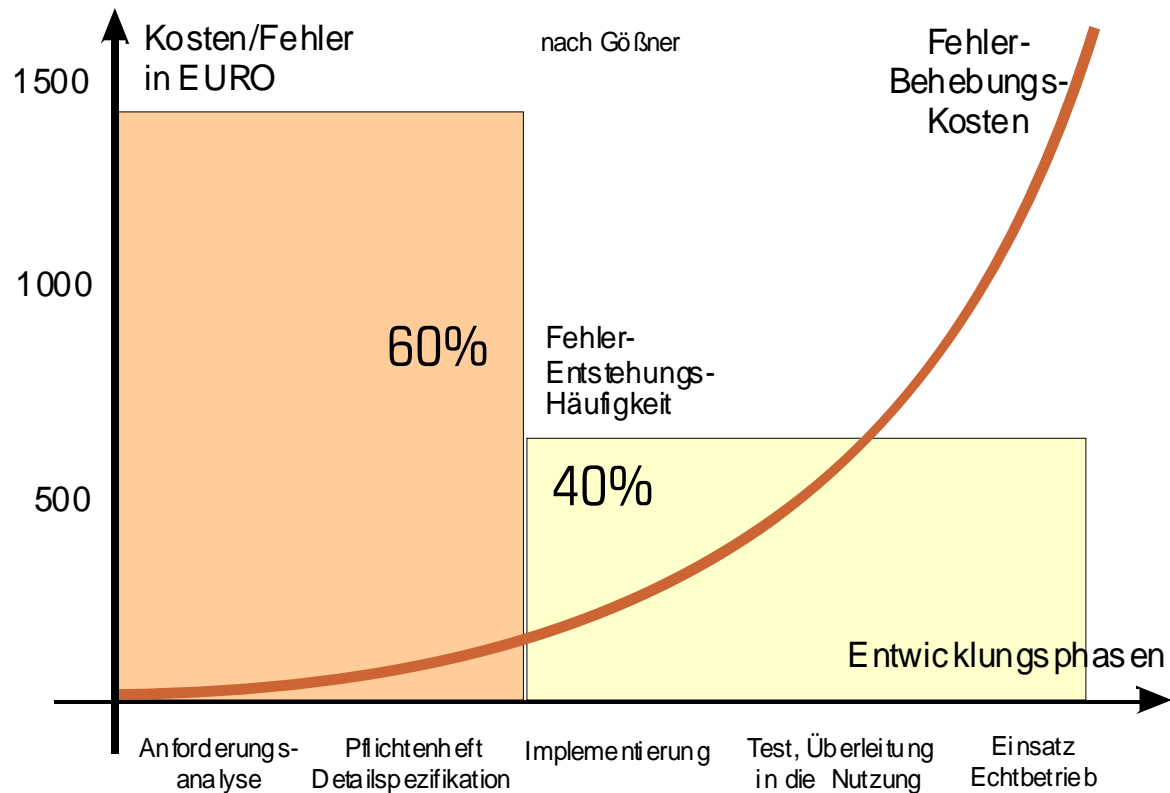 Kosten/Fehler
in EURO
nach Gößner
Fehler-
Behebungs-
Kosten
1500
1000
500
60%
Fehler-
Entstehungs-
Häufigkeit
40%
Entwicklungsphasen
Anforderungs-
analyse
Pflichtenheft
Detailspezifikation
Implementierung
Test, Überleitung
in die Nutzung
Einsatz
Echtbetrieb